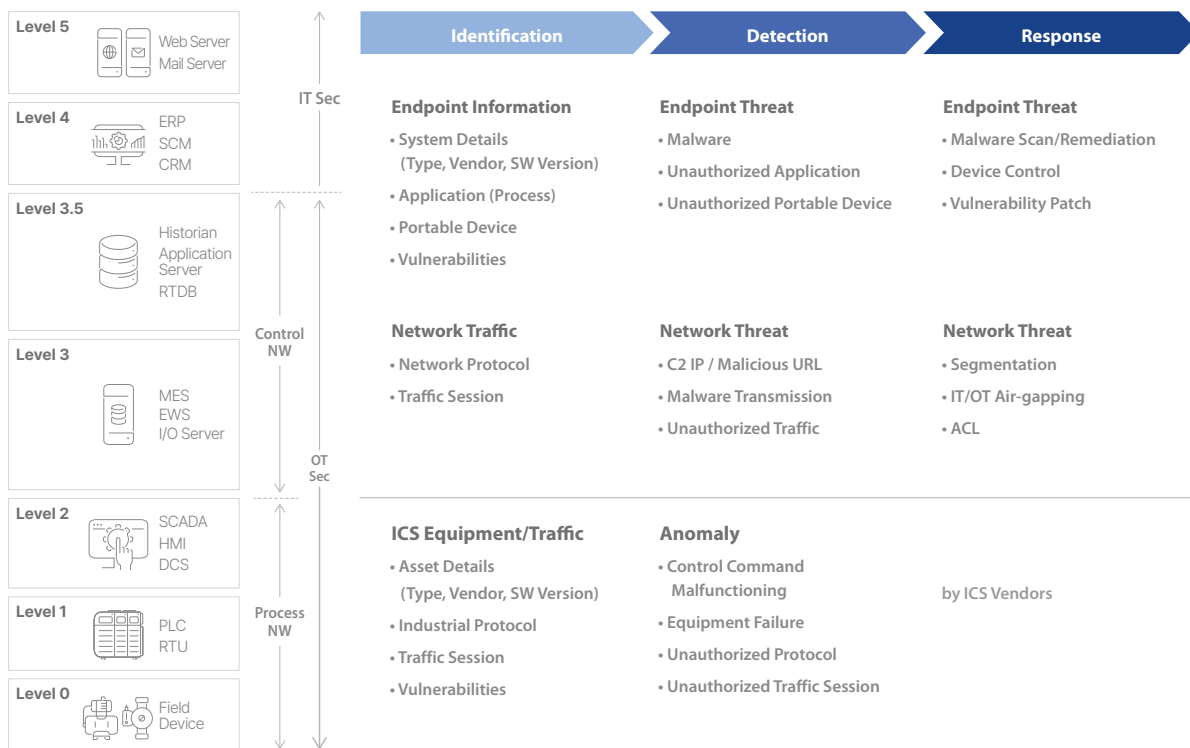 Level 5
Web Server
Mail Server
Level 4
ERP
SCM
CRM
Level 3.5
Historian
Application
Server
RTDB
Level 3
MES
EWS
I/O Server
Level 2
SCADA
HMI
DCS
Level 1
PLC
RTU
Level 0
Field
Device
IT Sec
Control
NW
OT
Sec
Process
NW
Identification
Detection
Response
Endpoint Information
• System Details
(Type, Vendor, SW Version)
• Application (Process)
• Portable Device
• Vulnerabilities
Endpoint Threat
• Malware
• Unauthorized Application
• Unauthorized Portable Device
Endpoint Threat
• Malware Scan/Remediation
• Device Control
• Vulnerability Patch
Network Traffic
• Network Protocol
• Traffic Session
Network Threat
• C2 IP / Malicious URL
• Malware Transmission
• Unauthorized Traffic
Network Threat
• Segmentation
• IT/OT Air-gapping
• ACL
ICS Equipment/Traffic
• Asset Details
(Type, Vendor, SW Version)
• Industrial Protocol
• Traffic Session
• Vulnerabilities
Anomaly
• Control Command
Malfunctioning
• Equipment Failure
• Unauthorized Protocol
• Unauthorized Traffic Session
by ICS Vendors